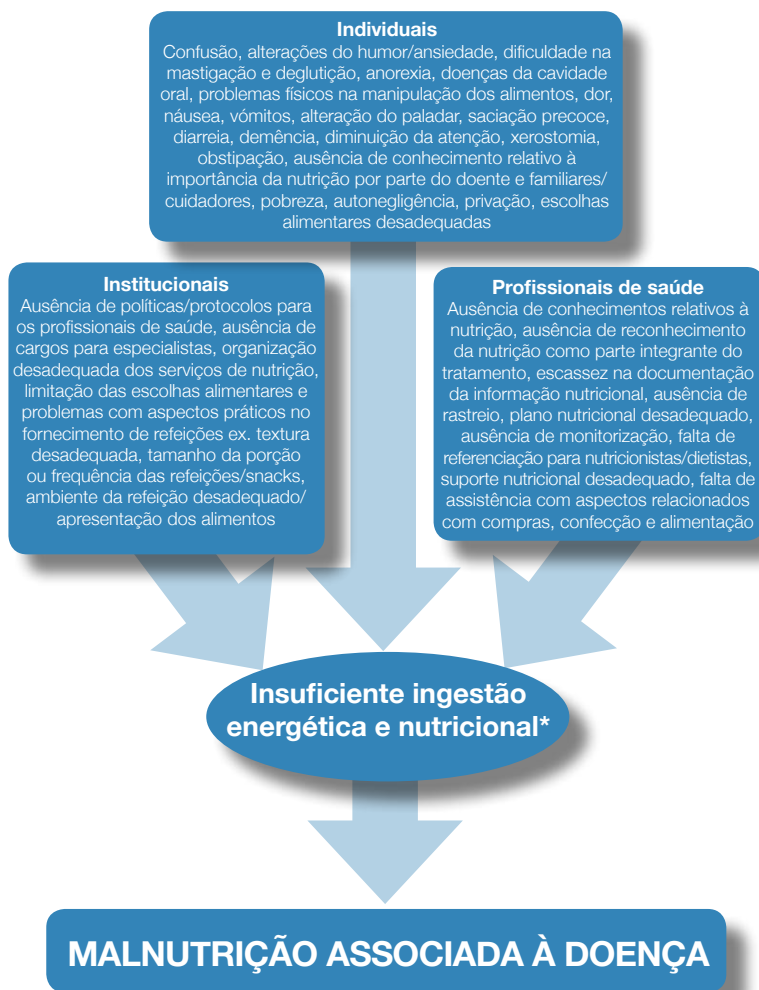 Individuais
Confusão, alterações do humor/ansiedade, dificuldade na
mastigação e deglutição, anorexia, doenças da cavidade
oral, problemas físicos na manipulação dos alimentos, dor,
náusea, vómitos, alteração do paladar, saciação precoce,
diarreia, demência, diminuição da atenção, xerostomia,
obstipação, ausência de conhecimento relativo à
importância da nutrição por parte do doente e familiares/
cuidadores, pobreza, autonegligência, privação, escolhas
alimentares desadequadas
Institucionais
Ausência de políticas/protocolos para
os profissionais de saúde, ausência de
cargos para especialistas, organização
desadequada dos serviços de nutrição,
limitação das escolhas alimentares e
problemas com aspectos práticos no
fornecimento de refeições ex. textura
desadequada, tamanho da porção
ou frequência das refeições/snacks,
ambiente da refeição desadequado/
apresentação dos alimentos
Profissionais de saúde
Ausência de conhecimentos relativos à
nutrição, ausência de reconhecimento
da nutrição como parte integrante do
tratamento, escassez na documentação
da informação nutricional, ausência de
rastreio, plano nutricional desadequado,
ausência de monitorização, falta de
referenciação para nutricionistas/dietistas,
suporte nutricional desadequado, falta de
assistência com aspectos relacionados
com compras, confecção e alimentação
Insuficiente ingestão
energética e nutricional*
MALNUTRIÇÃO ASSOCIADA À DOENÇA